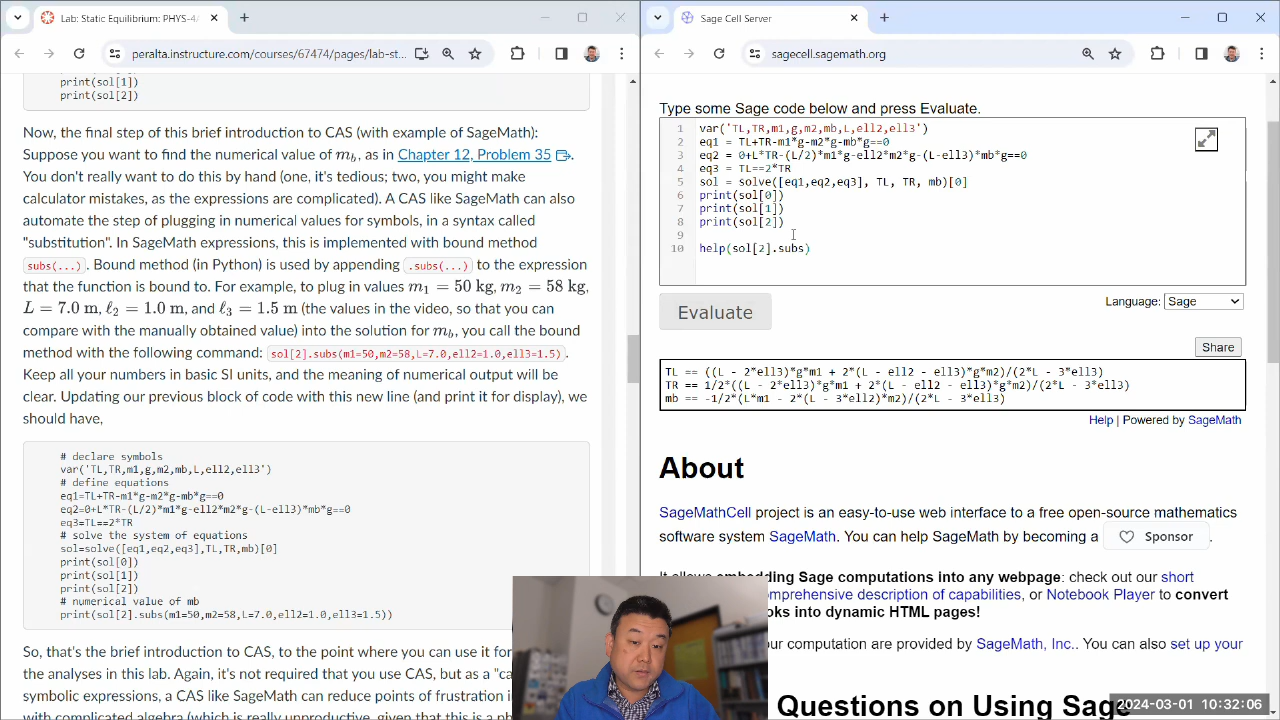 Lab: Static Equilibrium: PHYS-4
peralta.instructure.com/courses/67474/pages/lab-st...
print(sol[1])
print(sol[2])
Now, the final step of this brief introduction to CAS (with example of SageMath):
Suppose you want to find the numerical value of m_b, as in Chapter 12, Problem 35.
You don't really want to do this by hand (one, it's tedious; two, you might make
calculator mistakes, as the expressions are complicated). A CAS like SageMath can also
automate the step of plugging in numerical values for symbols, in a syntax called
"substitution". In SageMath expressions, this is implemented with bound method
subs(...). Bound method (in Python) is used by appending .subs(...) to the expression
that the function is bound to. For example, to plug in values m₁ = 50 kg, m₂ = 58 kg,
L = 7.0 m, ℓ₂ = 1.0 m, and ℓ₃ = 1.5 m (the values in the video, so that you can
compare with the manually obtained value) into the solution for m_b, you call the bound
method with the following command: sol[2].subs(m1=50,m2=58,L=7.0,ell2=1.0,ell3=1.5).
Keep all your numbers in basic SI units, and the meaning of numerical output will be
clear. Updating our previous block of code with this new line (and print it for display), we
should have,
# declare symbols
var('TL,TR,m1,g,m2,mb,L,ell2,ell3')
# define equations
eq1=TL+TR-m1*g-m2*g-mb*g==0
eq2=0+L*TR-(L/2)*m1*g-ell2*m2*g-(L-ell3)*mb*g==0
eq3=TL==2*TR
# solve the system of equations
sol=solve([eq1,eq2,eq3],TL,TR,mb)[0]
print(sol[0])
print(sol[1])
print(sol[2])
# numerical value of mb
print(sol[2].subs(m1=50,m2=58,L=7.0,ell2=1.0,ell3=1.5))
So, that's the brief introduction to CAS, to the point where you can use it for
the analyses in this lab. Again, it's not required that you use CAS, but as a "ca
symbolic expressions, a CAS like SageMath can reduce points of frustration i
with complicated algebra (which is really unproductive, given that this is a ph
Sage Cell Server
sagecell.sagemath.org
Type some Sage code below and press Evaluate.
1 var('TL,TR,m1,g,m2,mb,L,ell2,ell3')
2 eq1 = TL+TR-m1*g-m2*g-mb*g==0
3 eq2 = 0+L*TR-(L/2)*m1*g-ell2*m2*g-(L-ell3)*mb*g==0
4 eq3 = TL==2*TR
5 sol = solve([eq1,eq2,eq3], TL, TR, mb)[0]
6 print(sol[0])
7 print(sol[1])
8 print(sol[2])
9
10 help(sol[2].subs)
Evaluate
Language: Sage
Share
TL == ((L - 2*ell3)*g*m1 + 2*(L - ell2 - ell3)*g*m2)/(2*L - 3*ell3)
TR == 1/2*((L - 2*ell3)*g*m1 + 2*(L - ell2 - ell3)*g*m2)/(2*L - 3*ell3)
mb == -1/2*(L*m1 - 2*(L - 3*ell2)*m2)/(2*L - 3*ell3)
Help | Powered by SageMath
About
SageMathCell project is an easy-to-use web interface to a free open-source mathematics
software system SageMath. You can help SageMath by becoming a Sponsor.
embedding Sage computations into any webpage: check out our short
mprehensive description of capabilities, or Notebook Player to convert
oks into dynamic HTML pages!
ur computation are provided by SageMath, Inc.. You can also set up your
Questions on Using Sage
2024-03-01 10:32:06